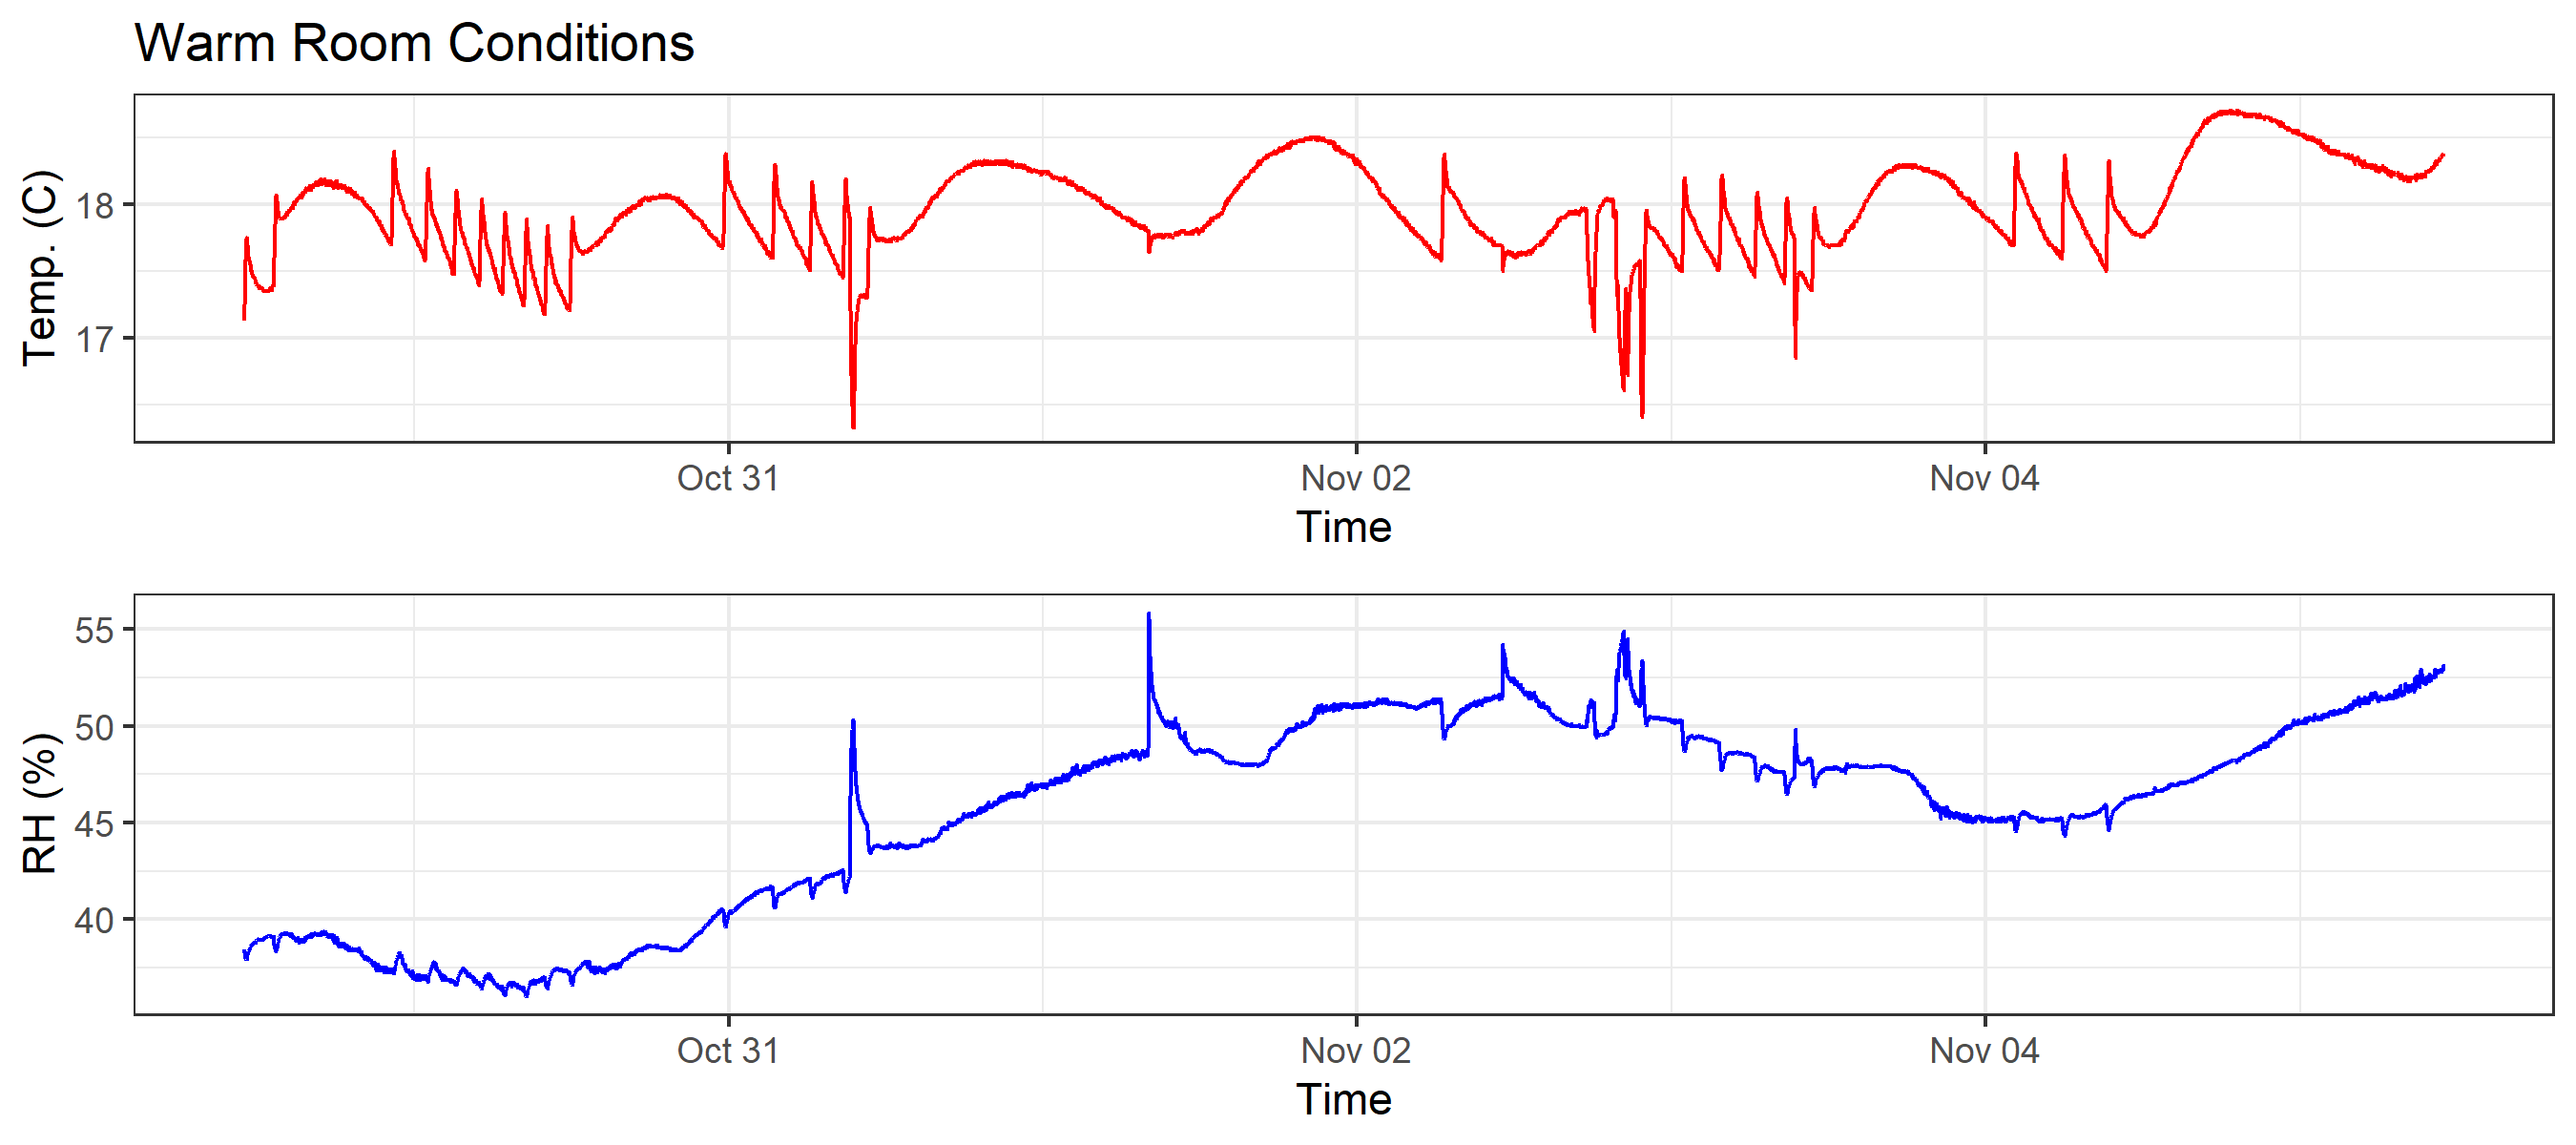 Warm Room Conditions
Temp. (C)
18
17
Oct 31 Nov 02 Nov 04
Time
RH (%)
55
50
45
40
Oct 31 Nov 02 Nov 04
Time